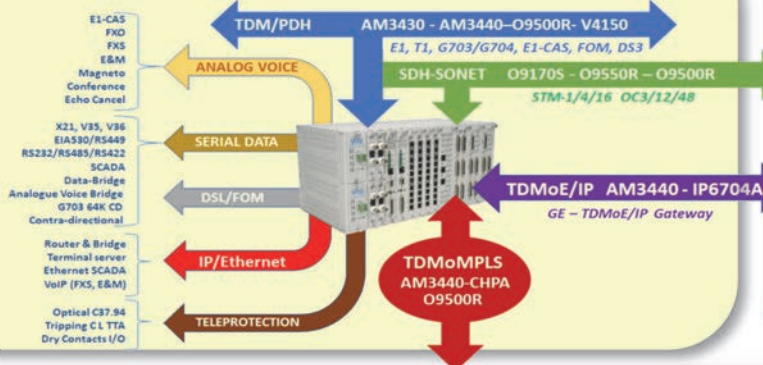 E1-CAS
FXO
FXS
E&M
Magneto
Conference
Echo Cancel
X21, V35, V36
EIA530/RS449
RS232/RS485/RS422
SCADA
Data-Bridge
Analogue Voice Bridge
G703 64K CD
Contra-directional
Router & Bridge
Terminal server
Ethernet SCADA
VoIP (FXS, E&M)
Optical C37.94
Tripping C L TTA
Dry Contacts I/O
TDM/PDH AM3430 - AM3440–O9500R- V4150
E1, T1, G703/G704, E1-CAS, FOM, DS3
ANALOG VOICE
SDH-SONET O9170S - O9550R – O9500R
STM-1/4/16 OC3/12/48
SERIAL DATA
DSL/FOM
TDMoE/IP AM3440 - IP6704A
GE – TDMoE/IP Gateway
IP/Ethernet
TDMoMPLS
AM3440-CHPA
O9500R
TELEPROTECTION